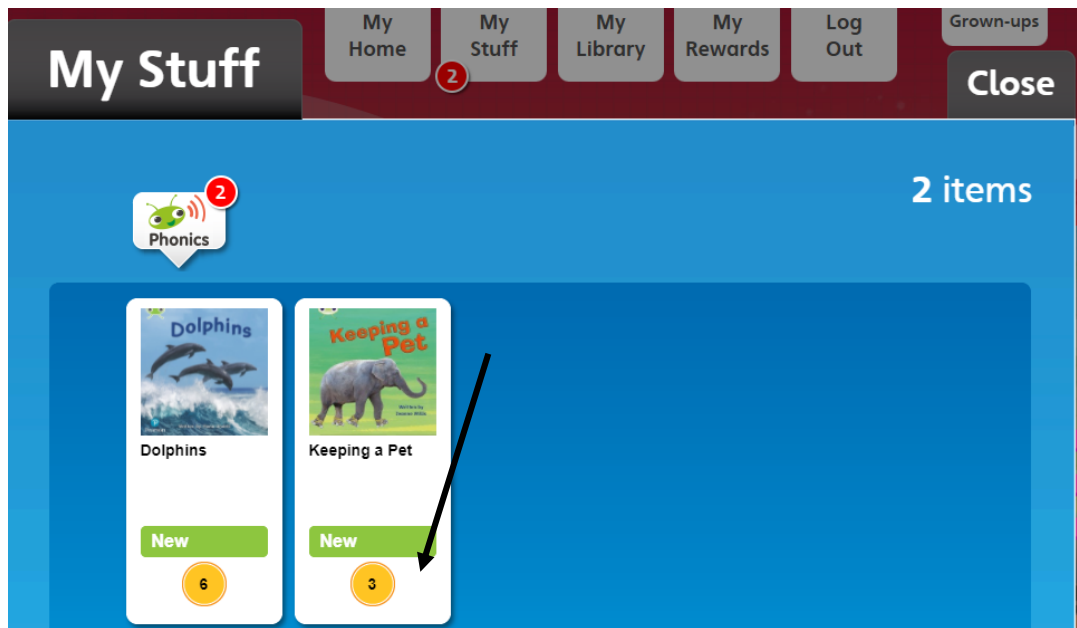 My Stuff
My Home
My Stuff
2
My Library
My Rewards
Log Out
Grown-ups
Close
2
Phonics
2 items
Dolphins
Keeping a
Pet
Dolphins
Keeping a Pet
New
New
6
3